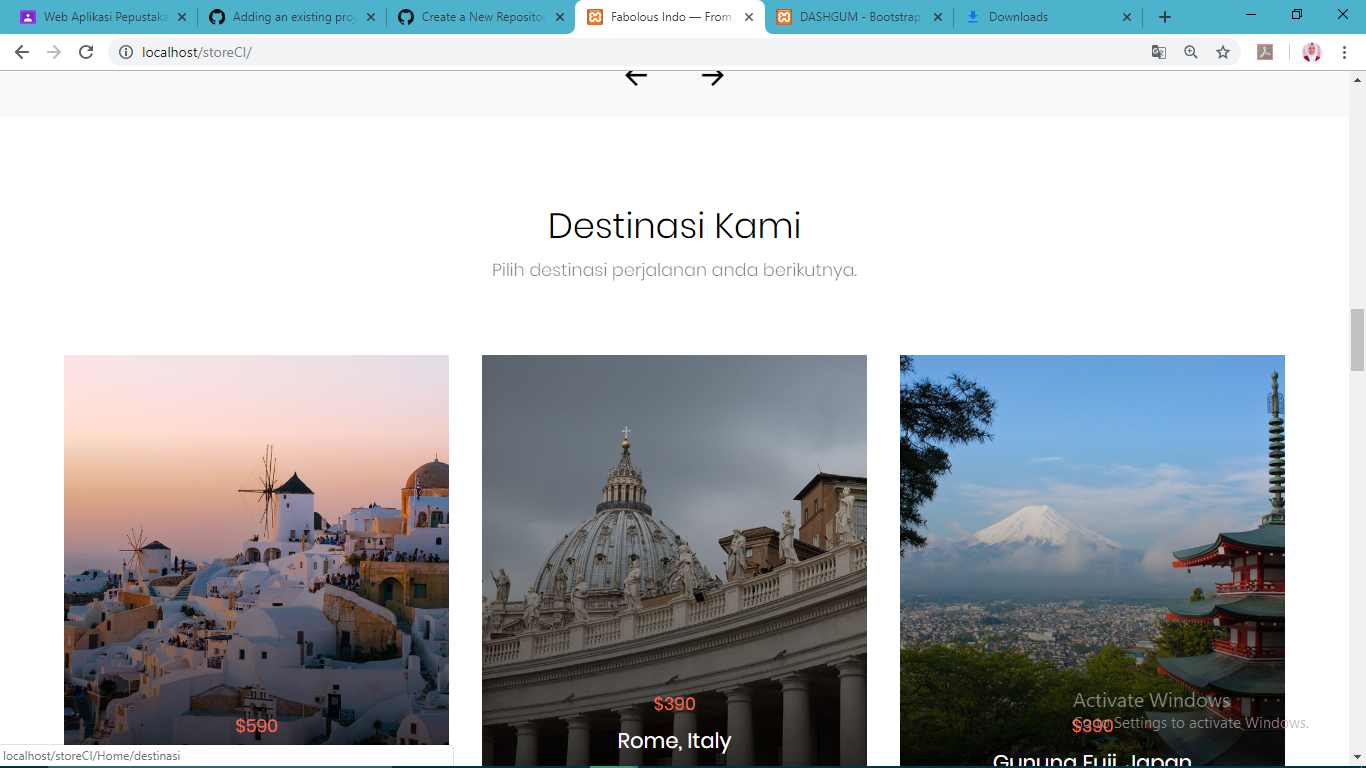 Web Aplikasi Pepustaka
Adding an existing proj
Create a New Repositor
Fabolous Indo — From
DASHGUM - Bootstrap
Downloads
localhost/storeCI/
Destinasi Kami
Pilih destinasi perjalanan anda berikutnya.
$590
$390
Rome, Italy
$390
Gunung Fuji, Japan
Activate Windows
Go to Settings to activate Windows.
localhost/storeCI/Home/destinasi